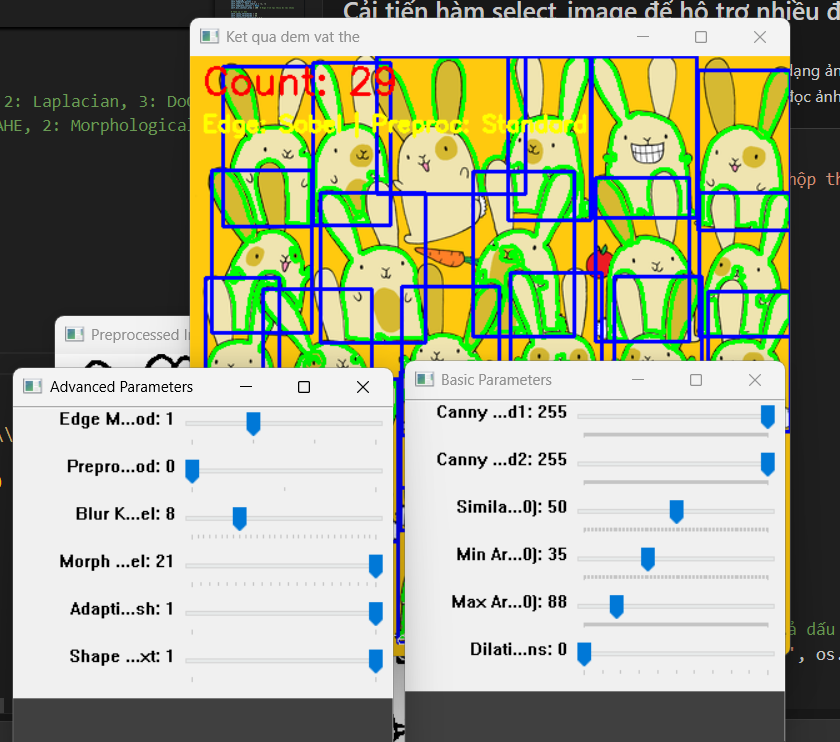 Cải tiến hàm select_image để hỗ trợ nhiều đ
Ket qua dem vat the
dạng ản
đọc ảnh
2: Laplacian, 3: Do
AHE, 2: Morphological
Count: 29
Edge: Sobel | Preproc: Standard
hộp th
Preprocessed
Advanced Parameters
Edge M...od: 1
Prepro...od: 0
Blur K...el: 8
Morph ...el: 21
Adapti...sh: 1
Shape ...xt: 1
Basic Parameters
Canny ...d1: 255
Canny ...d2: 255
Simila...0): 50
Min Ar...0): 35
Max Ar...0): 88
Dilati...ns: 0
dấu
", os.